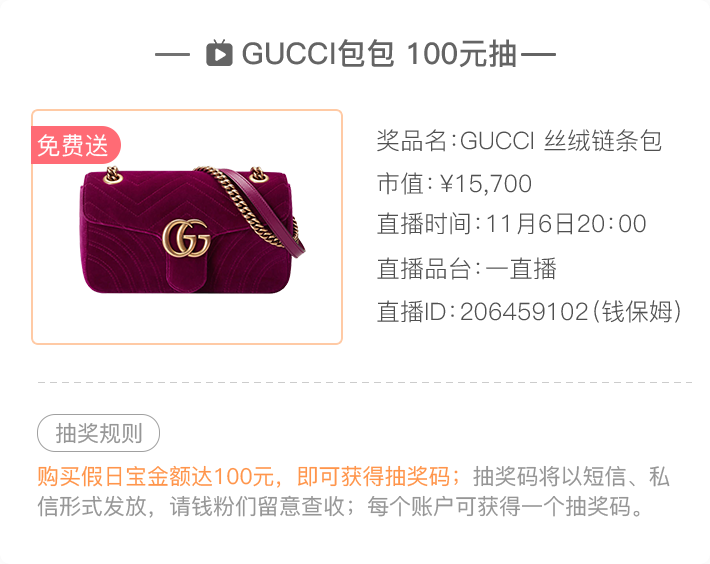 GUCCI包包 100元抽
免费送
奖品名：GUCCI 丝绒链条包
市值：¥15,700
直播时间：11月6日20：00
直播品台：一直播
直播ID：206459102（钱保姆）
抽奖规则
购买假日宝金额达100元，即可获得抽奖码；抽奖码将以短信、私
信形式发放，请钱粉们留意查收；每个账户可获得一个抽奖码。